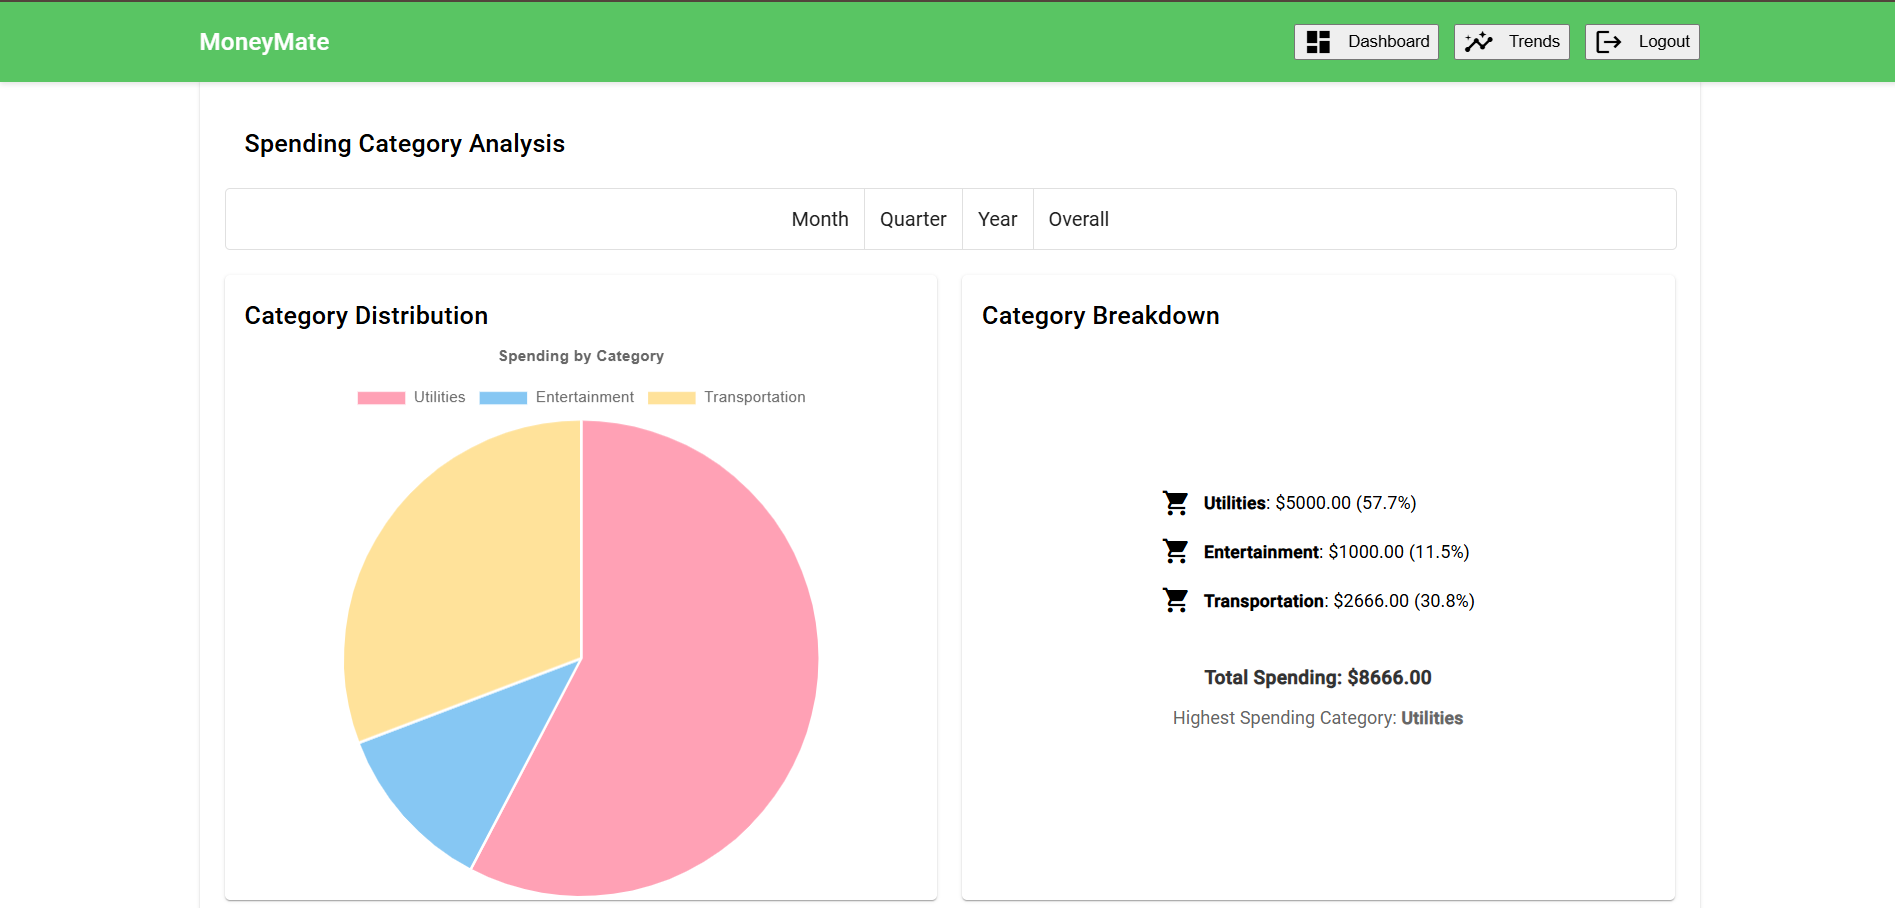 MoneyMate
Dashboard
Trends
Logout
Spending Category Analysis
Month
Quarter
Year
Overall
Category Distribution
Spending by Category
Utilities
Entertainment
Transportation
Category Breakdown
Utilities: $5000.00 (57.7%)
Entertainment: $1000.00 (11.5%)
Transportation: $2666.00 (30.8%)
Total Spending: $8666.00
Highest Spending Category: Utilities